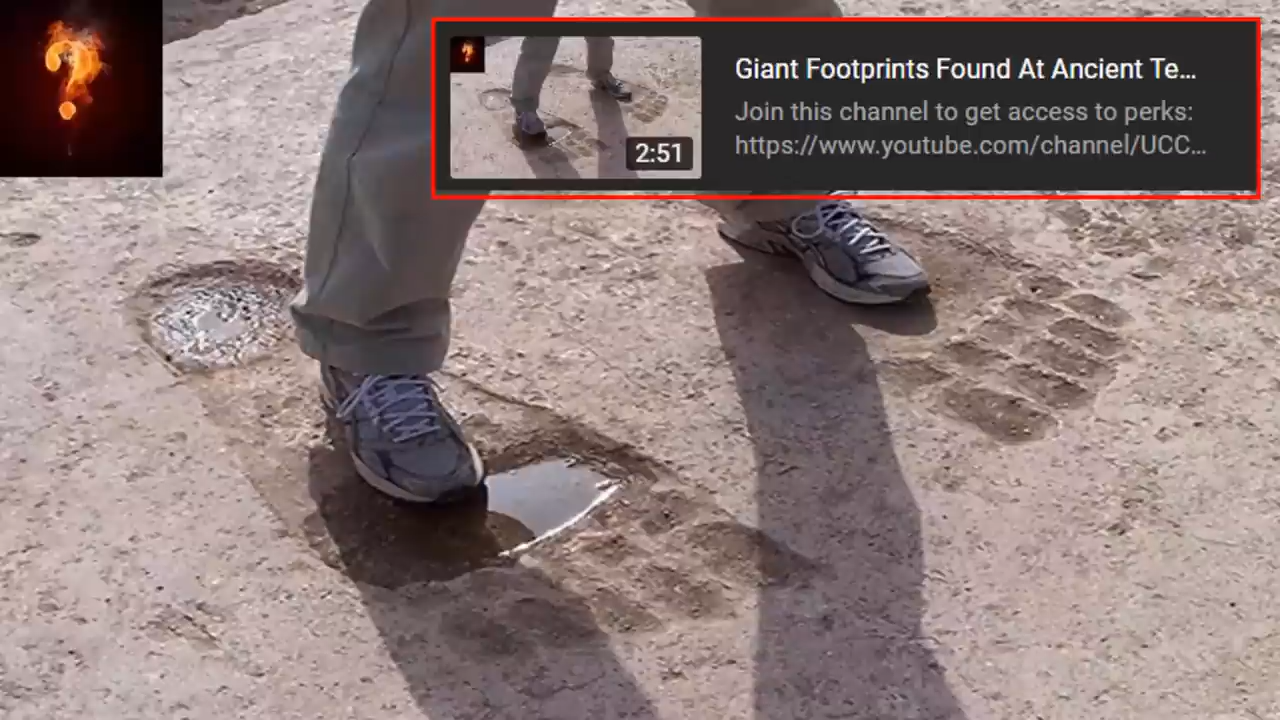 Giant Footprints Found At Ancient Te...
Join this channel to get access to perks:
https://www.youtube.com/channel/UCC...
2:51